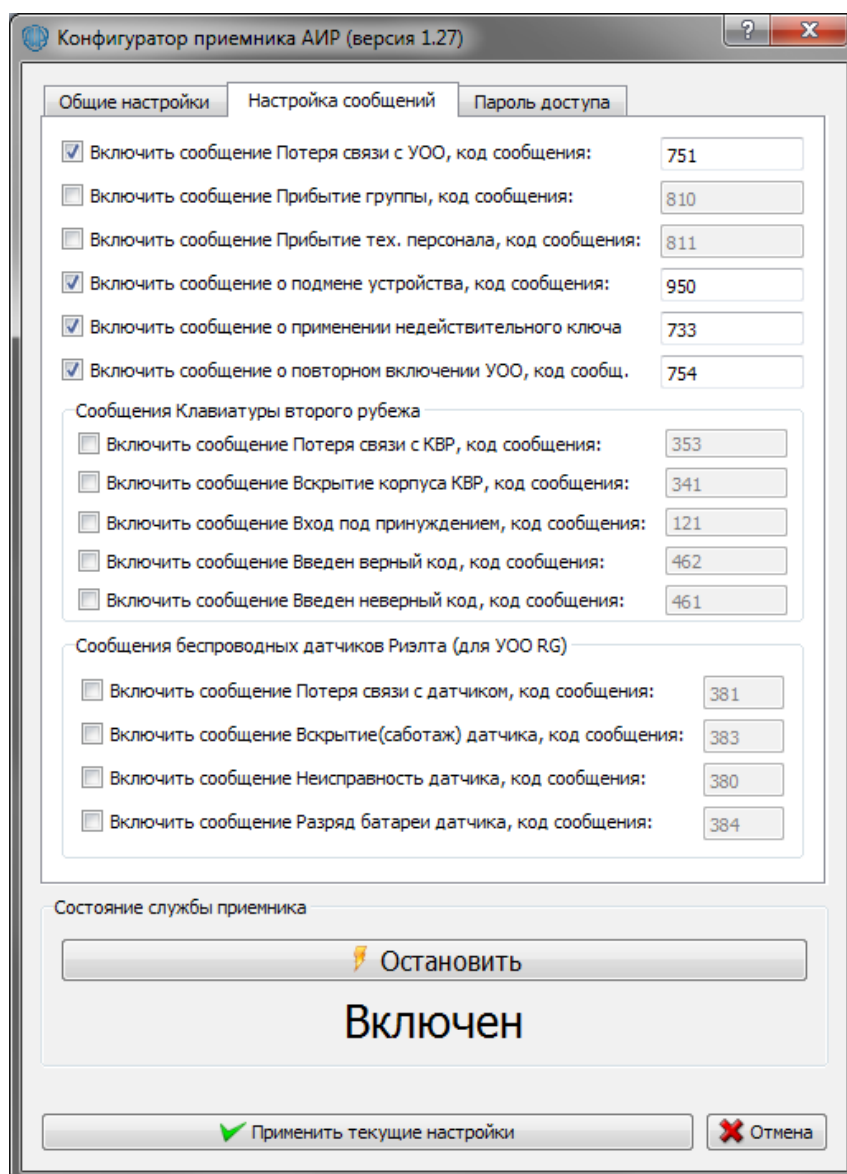 Конфигуратор приемника АИР (версия 1.27)
?
Общие настройки
Настройка сообщений
Пароль доступа
Включить сообщение Потеря связи с УОО, код сообщения: 751
Включить сообщение Прибытие группы, код сообщения: 810
Включить сообщение Прибытие тех. персонала, код сообщения: 811
Включить сообщение о подмене устройства, код сообщения: 950
Включить сообщение о применении недействительного ключа 733
Включить сообщение о повторном включении УОО, код сообщ. 754
Сообщения Клавиатуры второго рубежа
Включить сообщение Потеря связи с КВР, код сообщения: 353
Включить сообщение Вскрытие корпуса КВР, код сообщения: 341
Включить сообщение Вход под принуждением, код сообщения: 121
Включить сообщение Введен верный код, код сообщения: 462
Включить сообщение Введен неверный код, код сообщения: 461
Сообщения беспроводных датчиков Риэлта (для УОО RG)
Включить сообщение Потеря связи с датчиком, код сообщения: 381
Включить сообщение Вскрытие(саботаж) датчика, код сообщения: 383
Включить сообщение Неисправность датчика, код сообщения: 380
Включить сообщение Разряд батареи датчика, код сообщения: 384
Состояние службы приемника
Остановить
Включен
Применить текущие настройки
Отмена